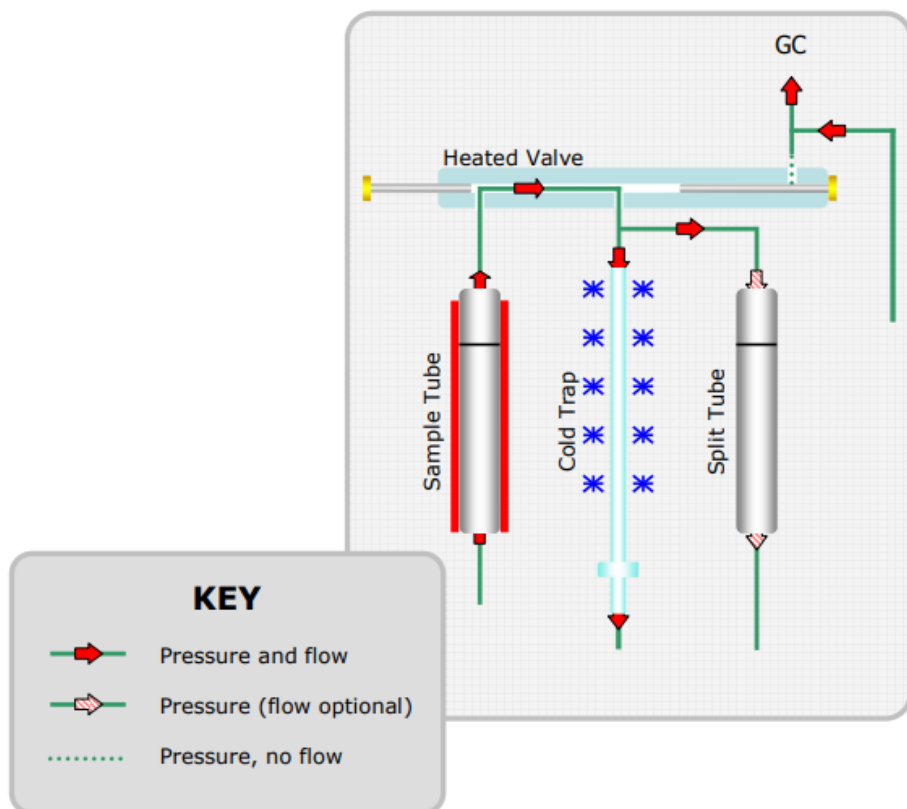 GC
Heated Valve
Sample Tube
Cold Trap
Split Tube
KEY
Pressure and flow
Pressure (flow optional)
Pressure, no flow